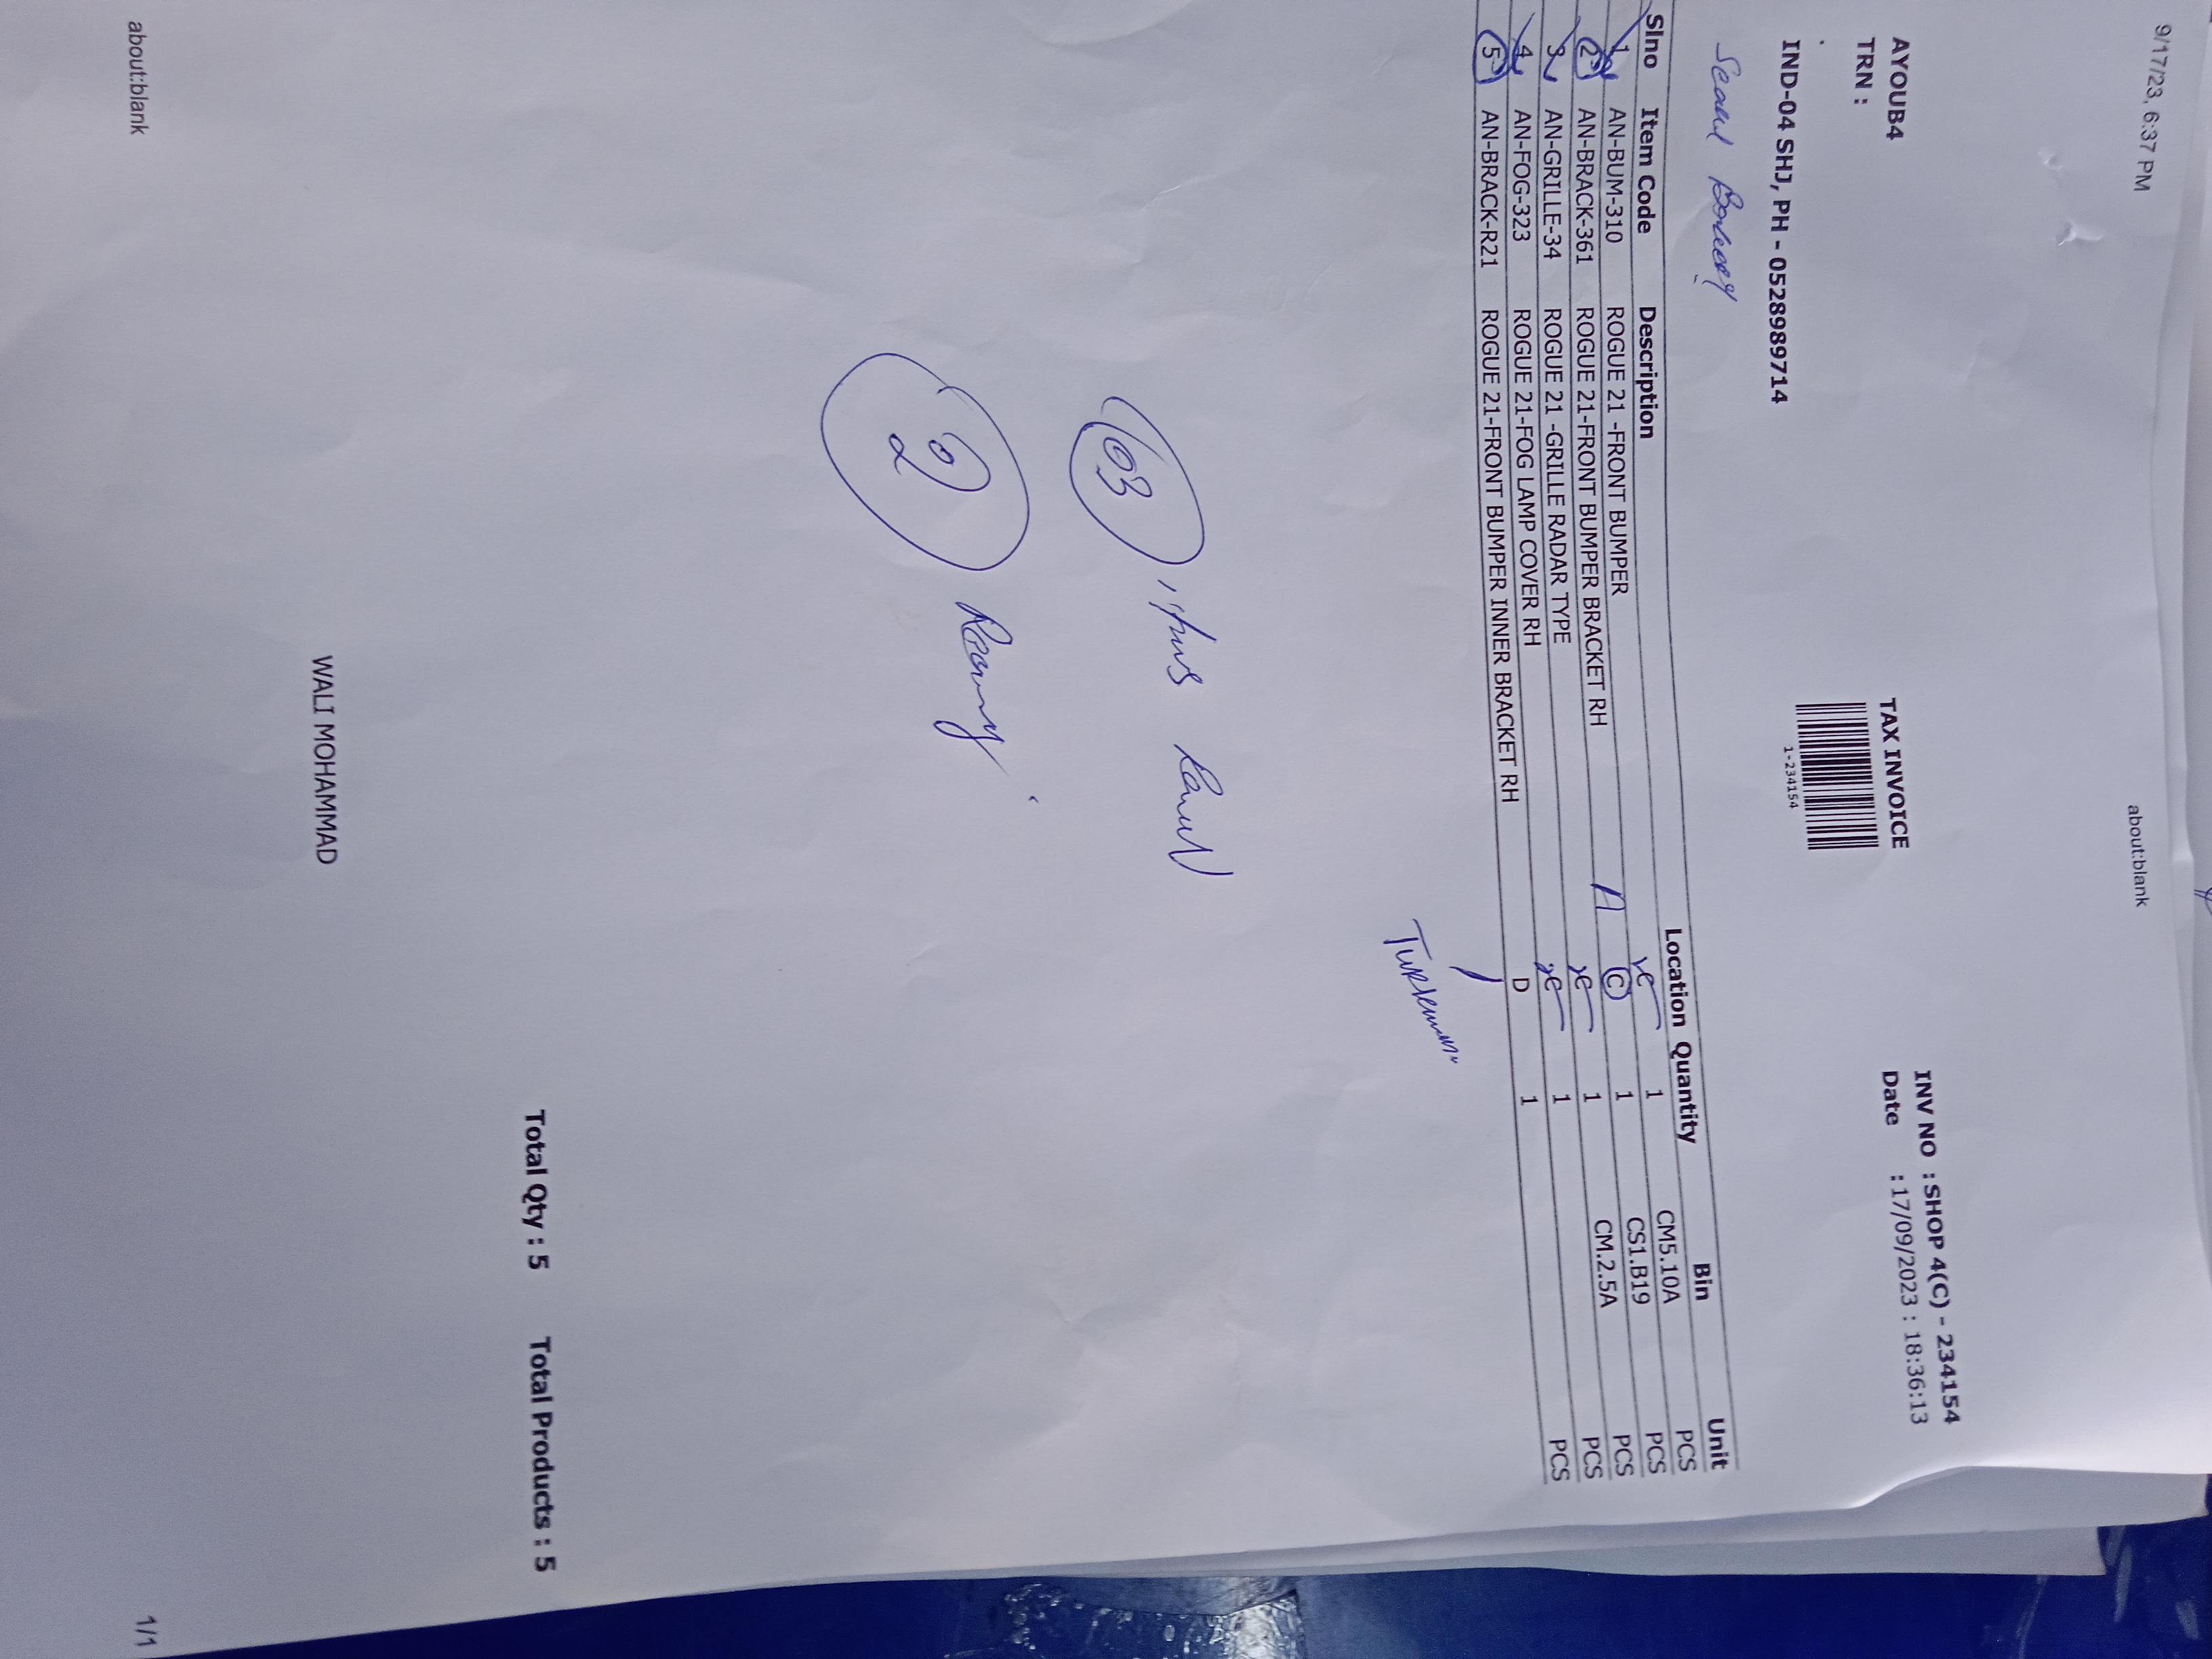 9/17/23, 6:37 PM about:blank
AYOUB4 TAX INVOICE INV NO : SHOP 4(C) - 234154
TRN : Date : 17/09/2023 : 18:36:13
1-234154
IND-04 SHJ, PH - 0528989714
Slno Item Code Description Location Quantity Bin Unit
1 AN-BUM-310 ROGUE 21 -FRONT BUMPER 1 CM5.10A PCS
2 AN-BRACK-361 ROGUE 21-FRONT BUMPER BRACKET RH A C 1 CS1.B19 PCS
3 AN-GRILLE-34 ROGUE 21 -GRILLE RADAR TYPE 1 CM.2.5A PCS
4 AN-FOG-323 ROGUE 21-FOG LAMP COVER RH 1 PCS
5 AN-BRACK-R21 ROGUE 21-FRONT BUMPER INNER BRACKET RH D 1 PCS
03
2
Total Qty : 5 Total Products : 5
WALI MOHAMMAD
about:blank 1/1